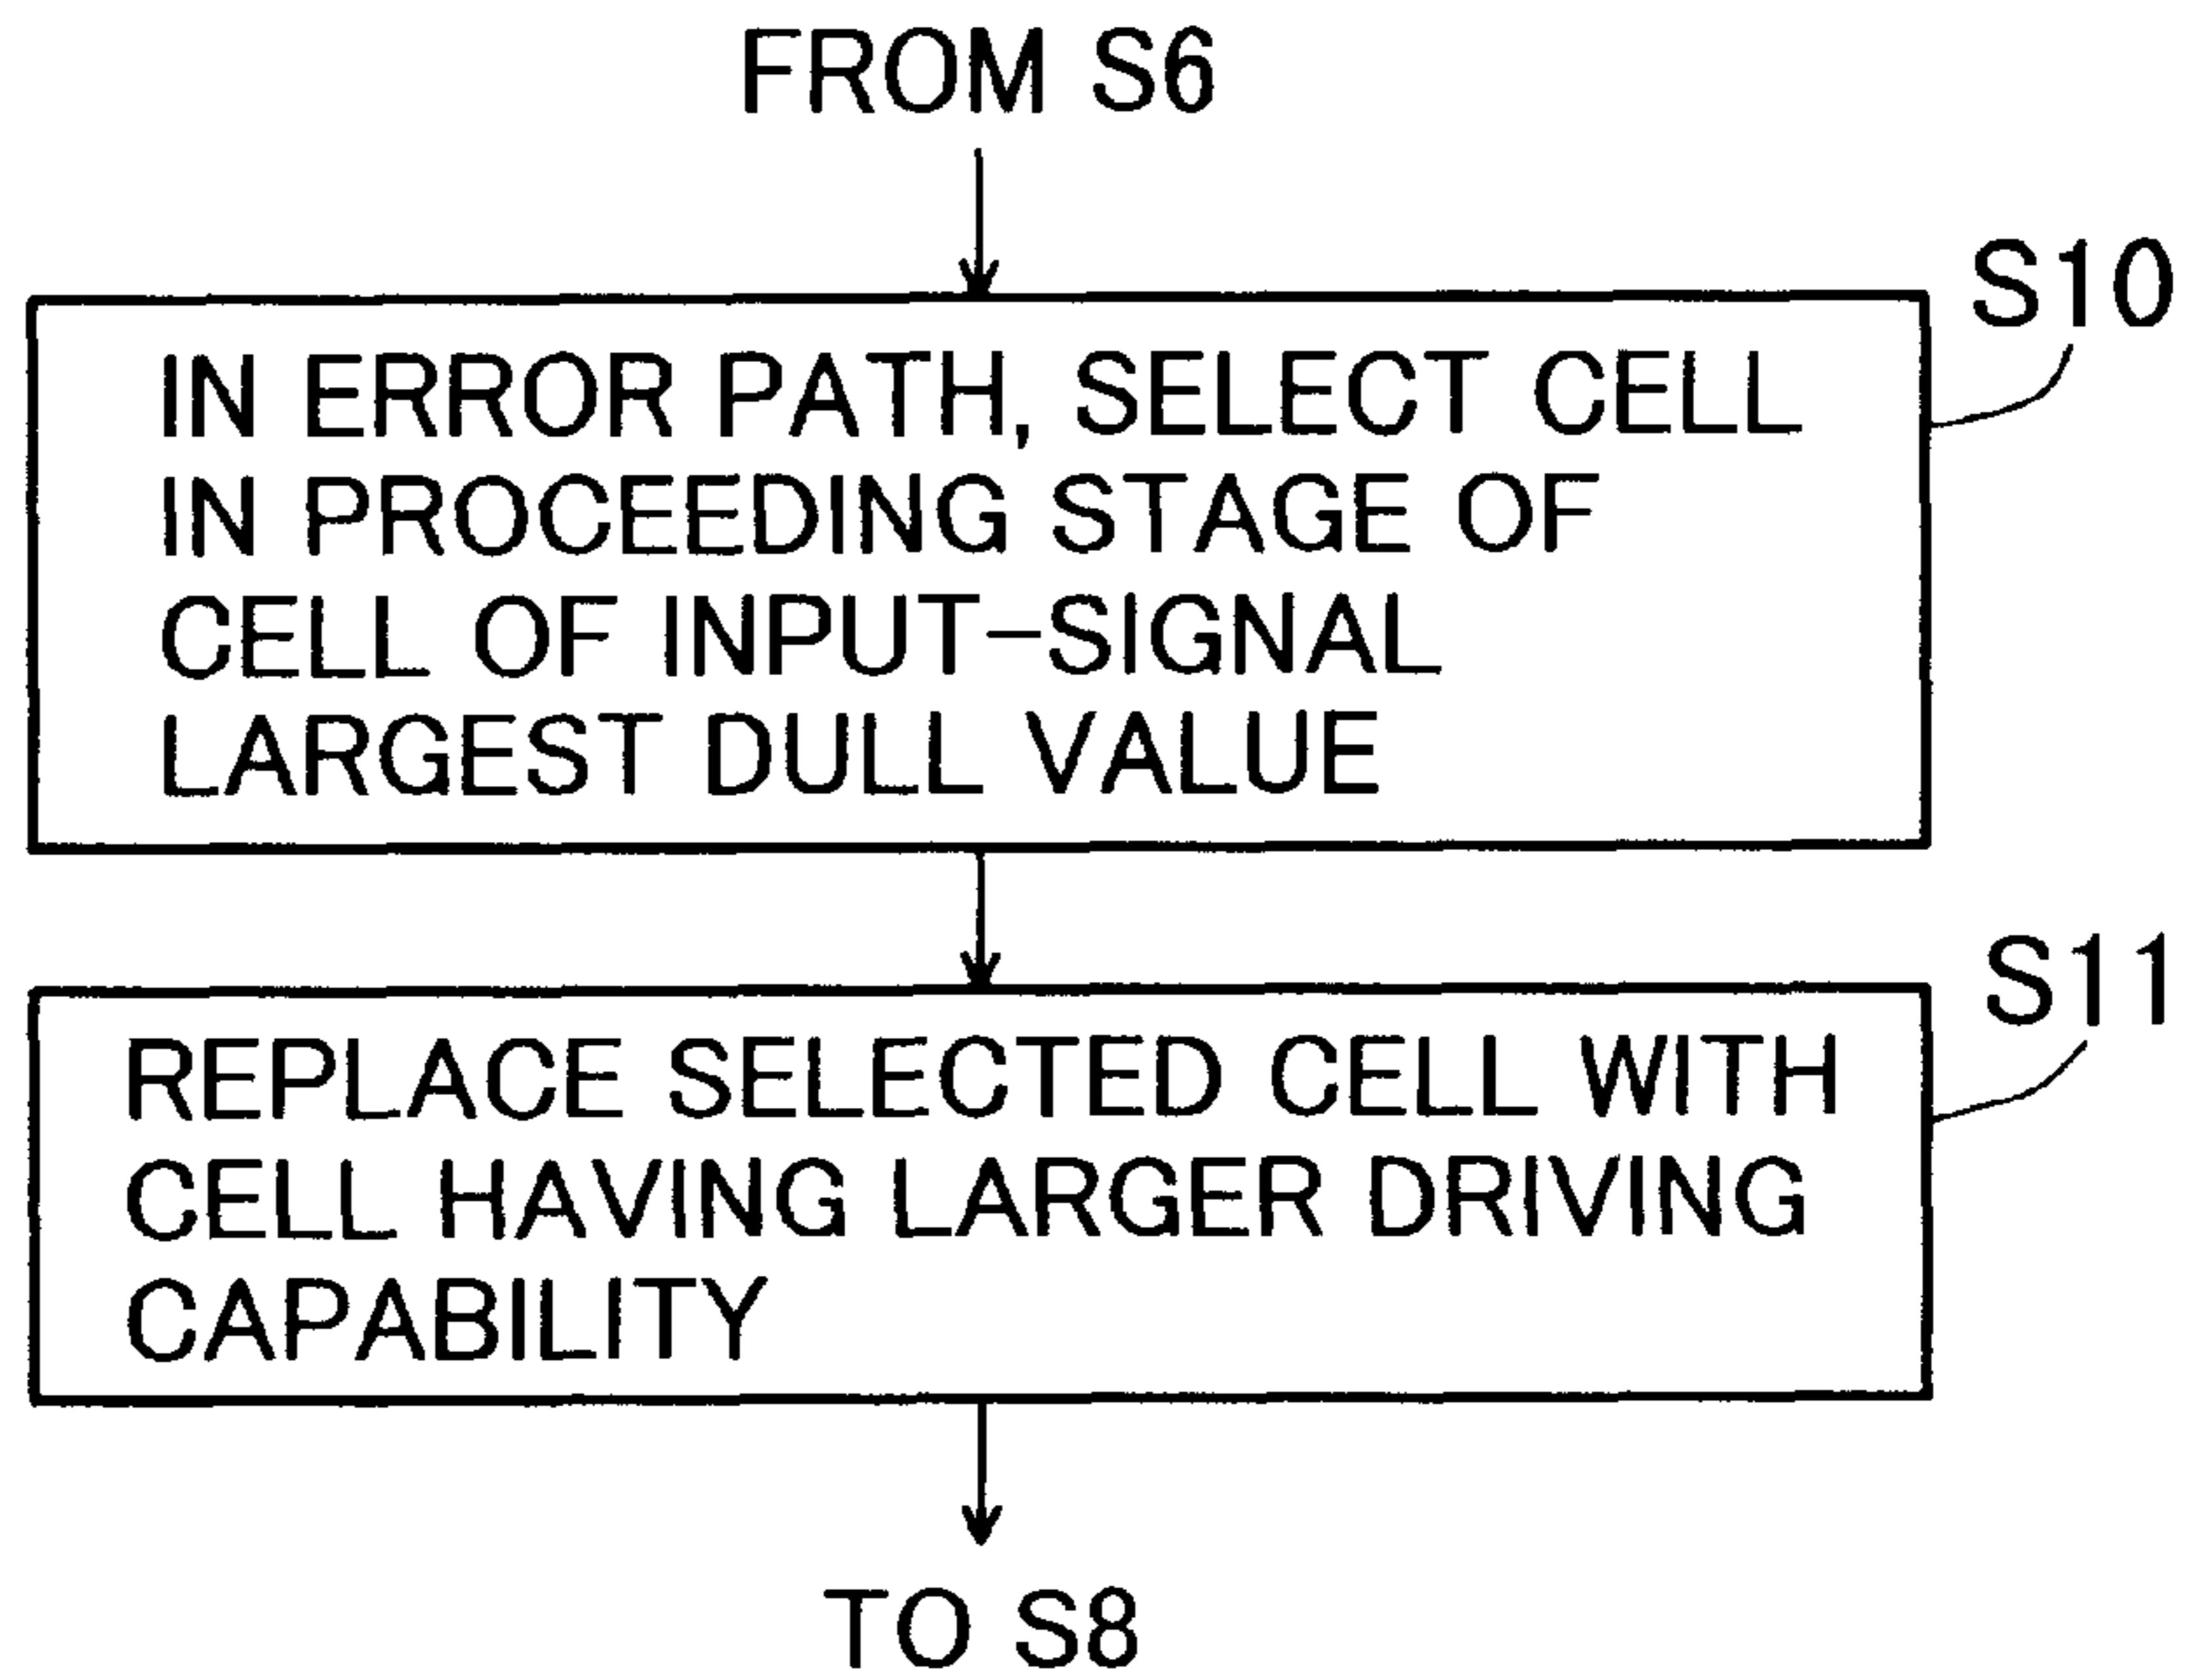 FROM S6
S10
IN ERROR PATH, SELECT CELL
IN PROCEEDING STAGE OF
CELL OF INPUT-SIGNAL
LARGEST DULL VALUE
S11
REPLACE SELECTED CELL WITH
CELL HAVING LARGER DRIVING
CAPABILITY
TO S8